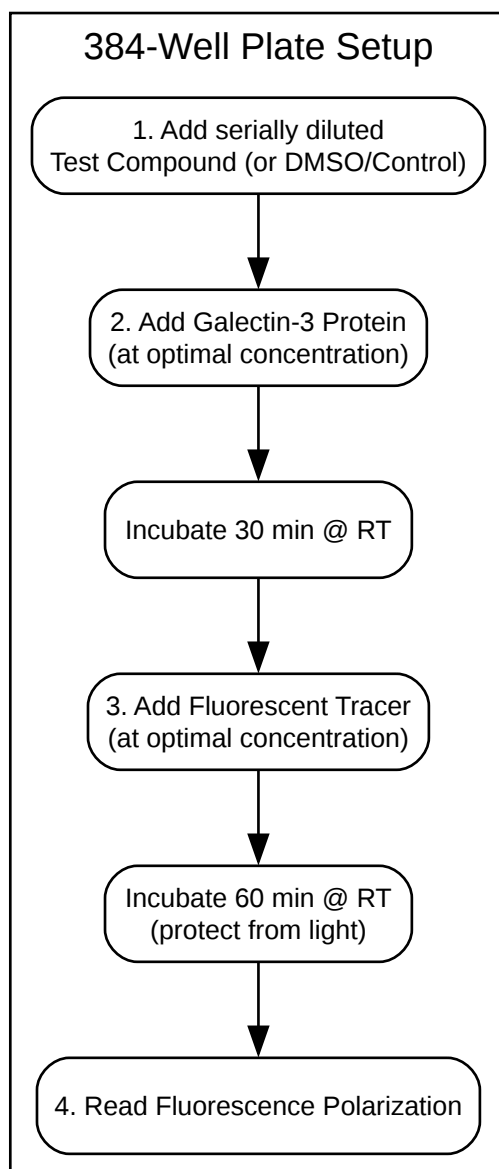 384-Well Plate Setup
1. Add serially diluted
Test Compound (or DMSO/Control)
2. Add Galectin-3 Protein
(at optimal concentration)
Incubate 30 min @ RT
3. Add Fluorescent Tracer
(at optimal concentration)
Incubate 60 min @ RT
(protect from light)
4. Read Fluorescence Polarization